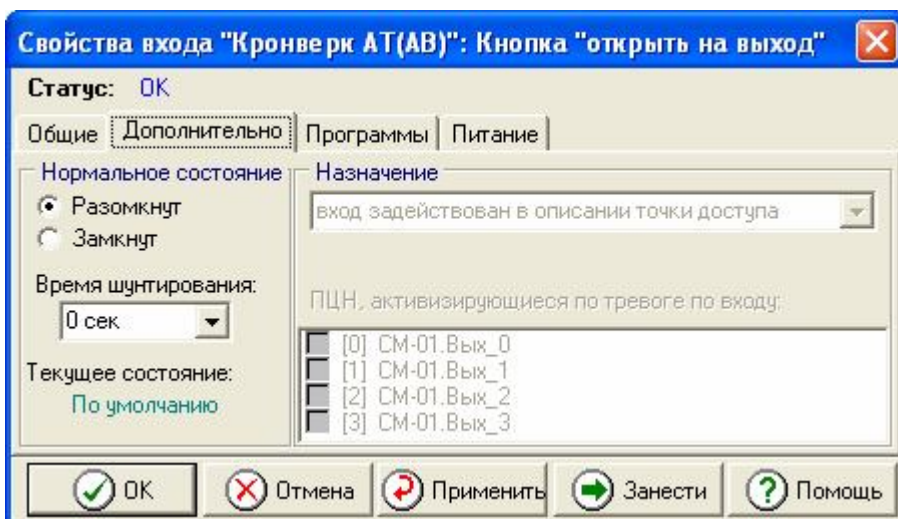 Свойства входа "Кронверк АТ(АВ)": Кнопка "открыть на выход"
Статус: OK
Общие Дополнительно Программы Питание
Нормальное состояние
Разомкнут
Замкнут
Время шунтирования:
0 сек
Текущее состояние:
По умолчанию
Назначение
вход задействован в описании точки доступа
ПЦН, активизирующиеся по тревоге по входу:
[0] СМ-01.Вых_0
[1] СМ-01.Вых_1
[2] СМ-01.Вых_2
[3] СМ-01.Вых_3
OK Отмена Применить Занести Помощь